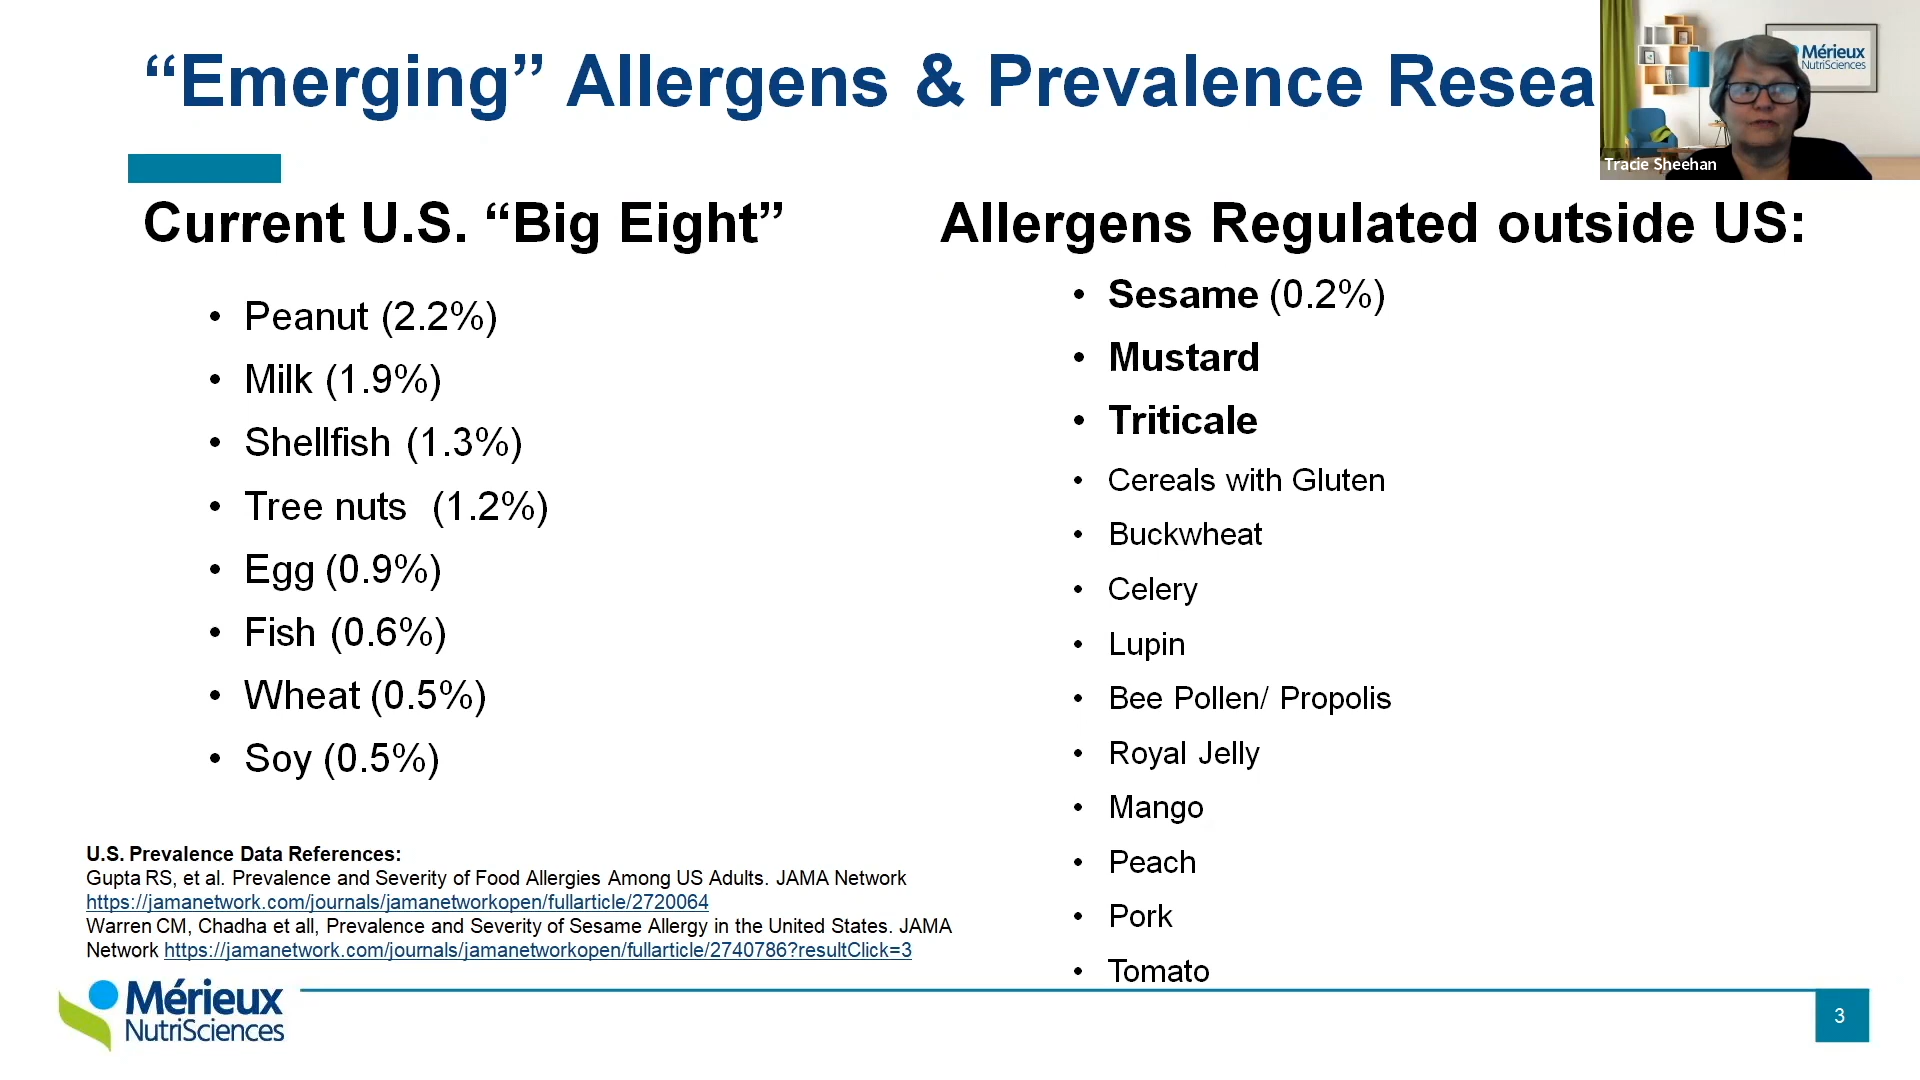 “Emerging” Allergens & Prevalence Resea
Mérieux
NutriSciences
Tracie Sheehan
Current U.S. “Big Eight”
• Peanut (2.2%)
• Milk (1.9%)
• Shellfish (1.3%)
• Tree nuts (1.2%)
• Egg (0.9%)
• Fish (0.6%)
• Wheat (0.5%)
• Soy (0.5%)
Allergens Regulated outside US:
• Sesame (0.2%)
• Mustard
• Triticale
• Cereals with Gluten
• Buckwheat
• Celery
• Lupin
• Bee Pollen/ Propolis
• Royal Jelly
• Mango
• Peach
• Pork
• Tomato
U.S. Prevalence Data References:
Gupta RS, et al. Prevalence and Severity of Food Allergies Among US Adults. JAMA Network
https://jamanetwork.com/journals/jamanetworkopen/fullarticle/2720064
Warren CM, Chadha et all, Prevalence and Severity of Sesame Allergy in the United States. JAMA
Network https://jamanetwork.com/journals/jamanetworkopen/fullarticle/2740786?resultClick=3
Mérieux
NutriSciences
3